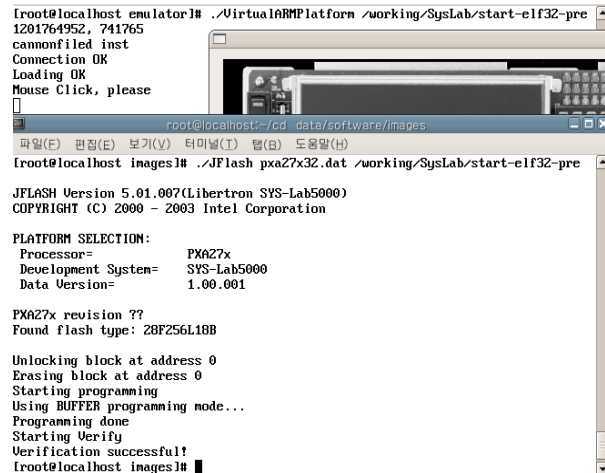 [root@localhost emulator]# ./VirtualARMPlatform /working/SysLab/start-elf32-pre
1201764952, 741765
cannonfiled inst
Connection OK
Loading OK
Mouse Click, please
root@localhost:~/cd_data/software/images
파일(F) 편집(E) 보기(V) 터미널(T) 탭(B) 도움말(H)
[root@localhost images]# ./JFlash pxa27x32.dat /working/SysLab/start-elf32-pre
JFLASH Version 5.01.007(Libertron SYS-Lab5000)
COPYRIGHT (C) 2000 - 2003 Intel Corporation
PLATFORM SELECTION:
Processor= PXA27x
Development System= SYS-Lab5000
Data Version= 1.00.001
PXA27x revision ??
Found flash type: 28F256L18B
Unlocking block at address 0
Erasing block at address 0
Starting programming
Using BUFFER programming mode...
Programming done
Starting Verify
Verification successful!
[root@localhost images]#